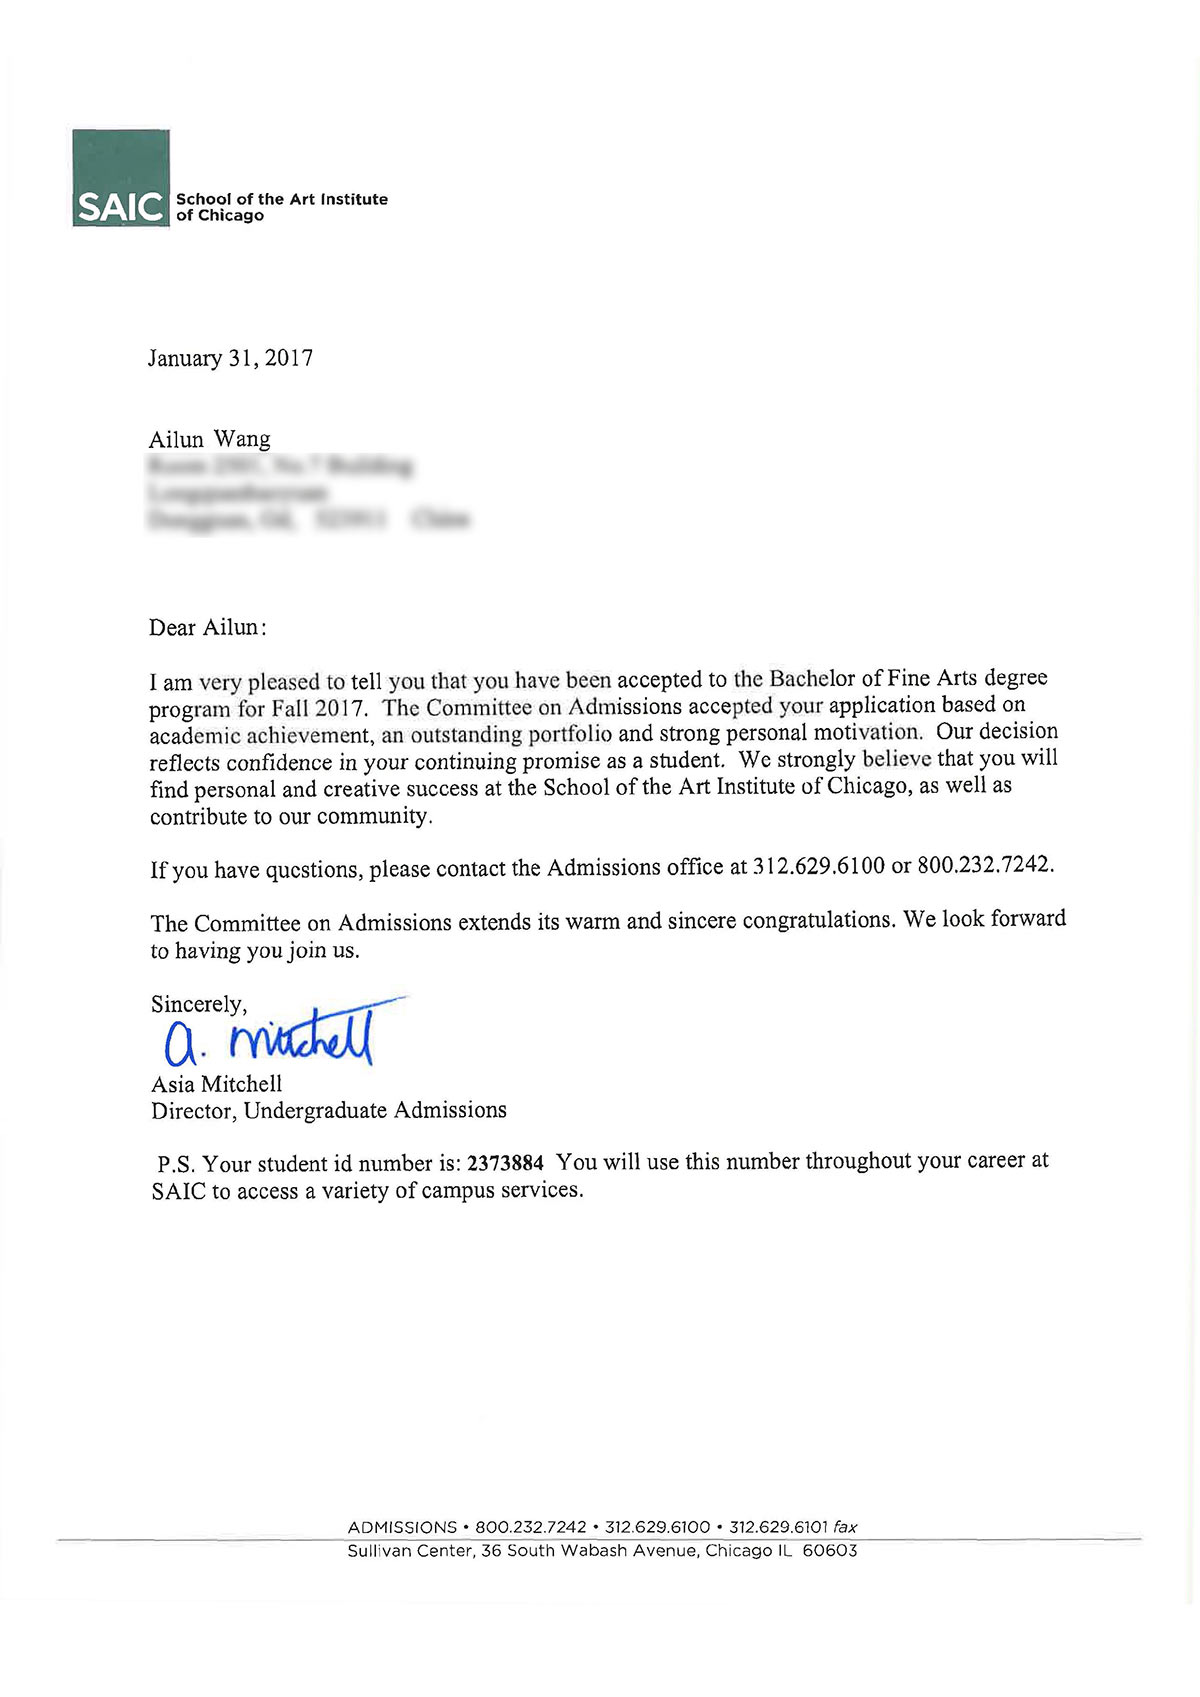 SAIC
School of the Art Institute
of Chicago
January 31, 2017
Ailun Wang
Dear Ailun:
I am very pleased to tell you that you have been accepted to the Bachelor of Fine Arts degree
program for Fall 2017.  The Committee on Admissions accepted your application based on
academic achievement, an outstanding portfolio and strong personal motivation.  Our decision
reflects confidence in your continuing promise as a student.  We strongly believe that you will
find personal and creative success at the School of the Art Institute of Chicago, as well as
contribute to our community.
If you have questions, please contact the Admissions office at 312.629.6100 or 800.232.7242.
The Committee on Admissions extends its warm and sincere congratulations. We look forward
to having you join us.
Sincerely,
a. Mitchell
Asia Mitchell
Director, Undergraduate Admissions
P.S. Your student id number is: 2373884  You will use this number throughout your career at
SAIC to access a variety of campus services.
ADMISSIONS • 800.232.7242 • 312.629.6100 • 312.629.6101 fax
Sullivan Center, 36 South Wabash Avenue, Chicago IL  60603